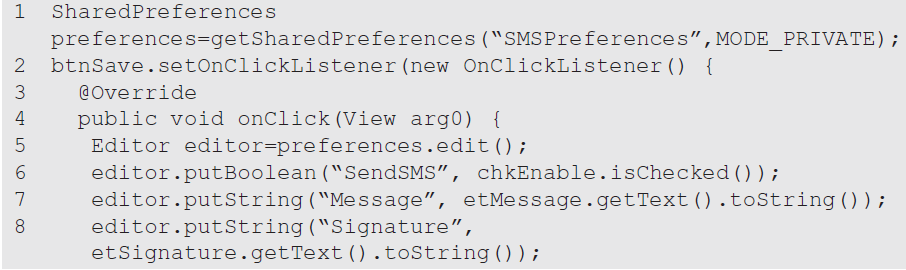 1 SharedPreferences
preferences=getSharedPreferences(“SMSPreferences”,MODE_PRIVATE);
2 btnSave.setOnClickListener(new OnClickListener() {
3 @Override
4 public void onClick(View arg0) {
5 Editor editor=preferences.edit();
6 editor.putBoolean(“SendSMS”, chkEnable.isChecked());
7 editor.putString(“Message”, etMessage.getText().toString());
8 editor.putString(“Signature”,
etSignature.getText().toString());